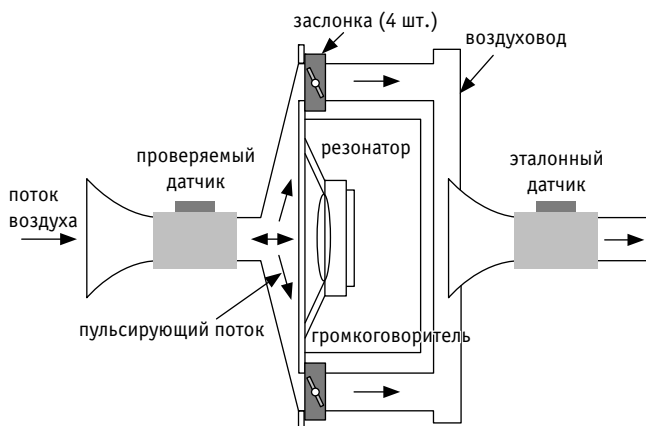 заслонка (4 шт.)
воздуховод
проверяемый
датчик
резонатор
эталонный
датчик
поток
воздуха
пульсирующий поток
громкоговоритель